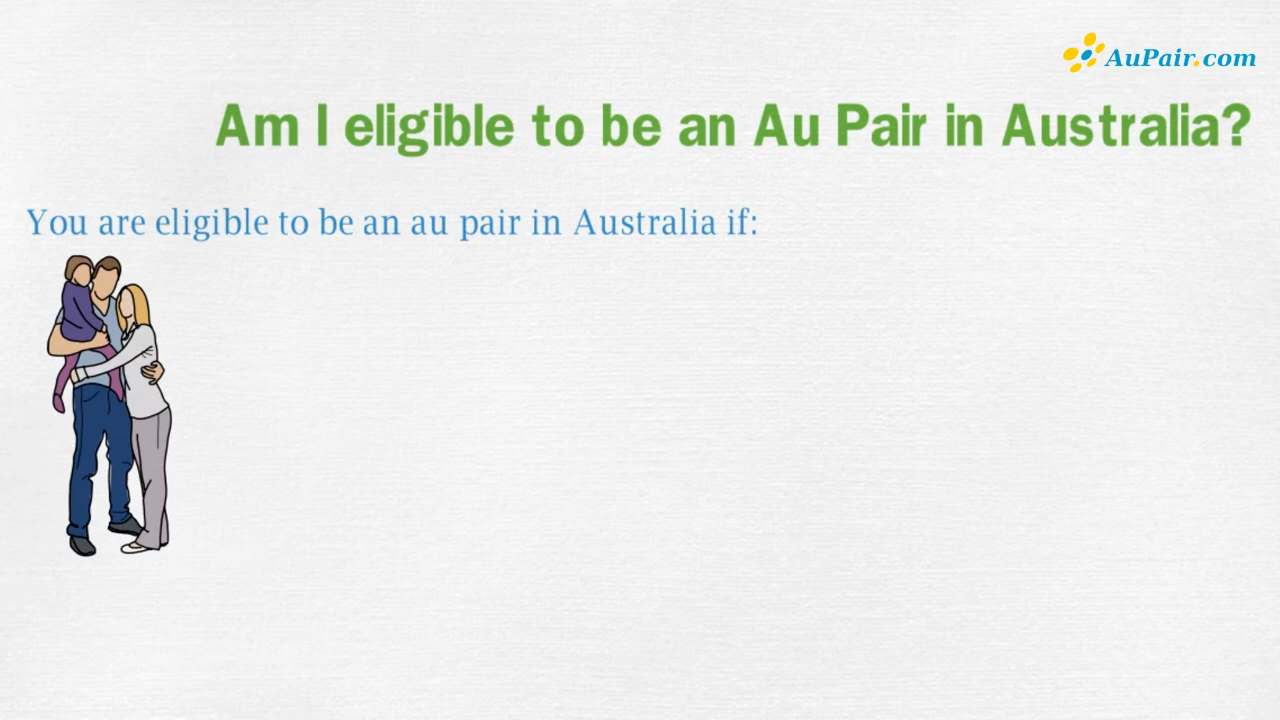 AuPair.com
Am I eligible to be an Au Pair in Australia?
You are eligible to be an au pair in Australia if: